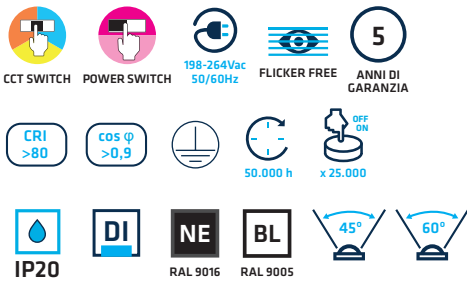 CCT SWITCH
POWER SWITCH
198-264Vac
50/60Hz
FLICKER FREE
5
ANNI DI
GARANZIA
CRI
>80
cos φ
>0,9
50.000 h
OFF
ON
x 25.000
IP20
DI
NE
RAL 9016
BL
RAL 9005
45°
60°